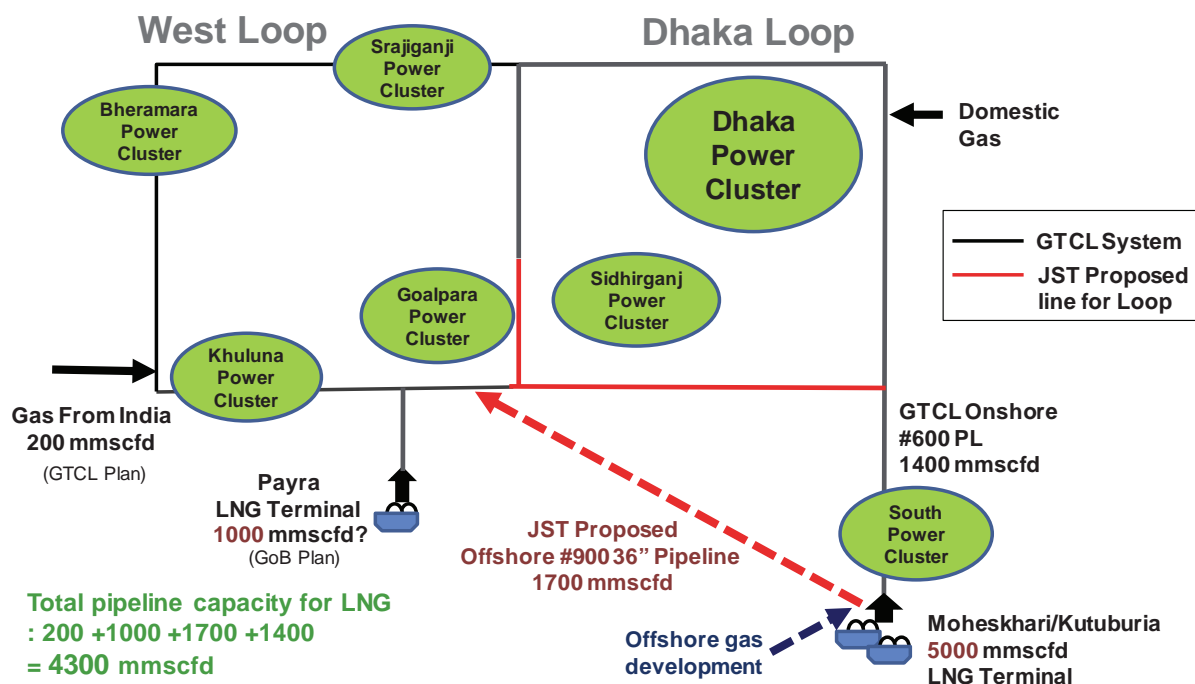 West Loop
Dhaka Loop
Srajiganji
Power
Cluster
Bheramara
Power
Cluster
Dhaka
Power
Cluster
Domestic
Gas
GTCL System
JST Proposed
line for Loop
Goalpara
Power
Cluster
Sidhirganj
Power
Cluster
Khuluna
Power
Cluster
Gas From India
200 mmscfd
(GTCL Plan)
Payra
LNG Terminal
1000 mmscfd?
(GoB Plan)
GTCL Onshore
#600 PL
1400 mmscfd
South
Power
Cluster
JST Proposed
Offshore #900 36” Pipeline
1700 mmscfd
Total pipeline capacity for LNG
: 200 +1000 +1700 +1400
= 4300 mmscfd
Offshore gas
development
Moheskhari/Kutuburia
5000 mmscfd
LNG Terminal